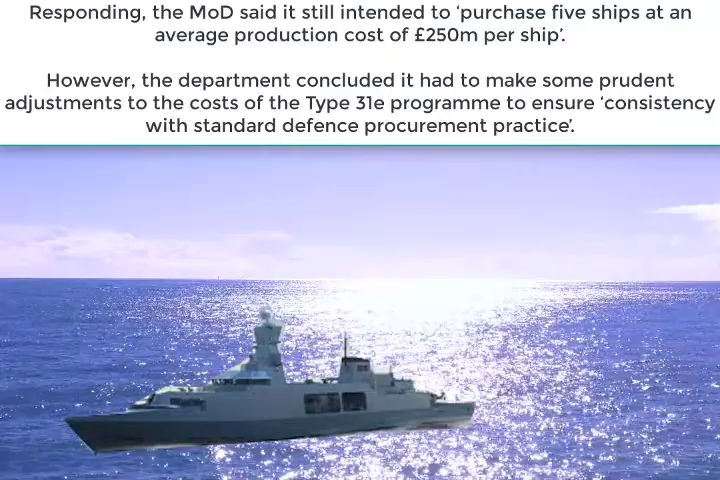 Responding, the MoD said it still intended to ‘purchase five ships at an
average production cost of £250m per ship’.
However, the department concluded it had to make some prudent
adjustments to the costs of the Type 31e programme to ensure ‘consistency
with standard defence procurement practice’.